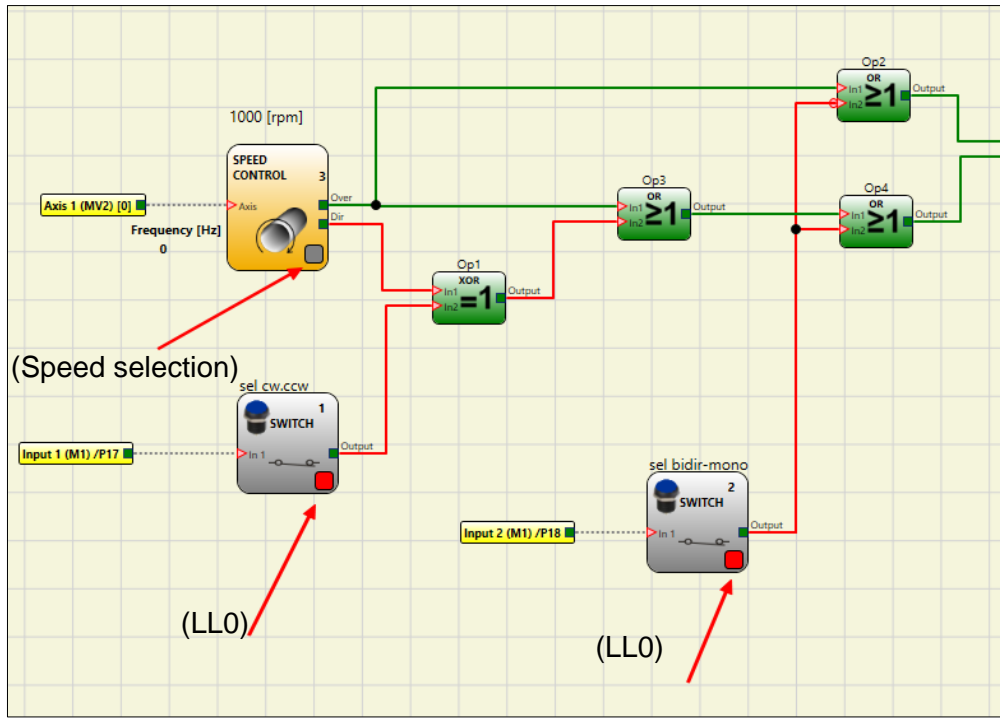 Op2
OR
In1
In2
≥1
Output
1000 [rpm]
SPEED
CONTROL
3
Axis 1 (MV2) [0]
Axis
Over
Dir
Frequency [Hz]
0
Op3
OR
In1
In2
≥1
Output
Op4
OR
In1
In2
≥1
Output
Op1
XOR
In1
In2
=1
Output
(Speed selection)
sel cw.ccw
1
SWITCH
Input 1 (M1) /P17
In 1
Output
sel bidir-mono
2
SWITCH
Input 2 (M1) /P18
In 1
Output
(LL0)
(LL0)